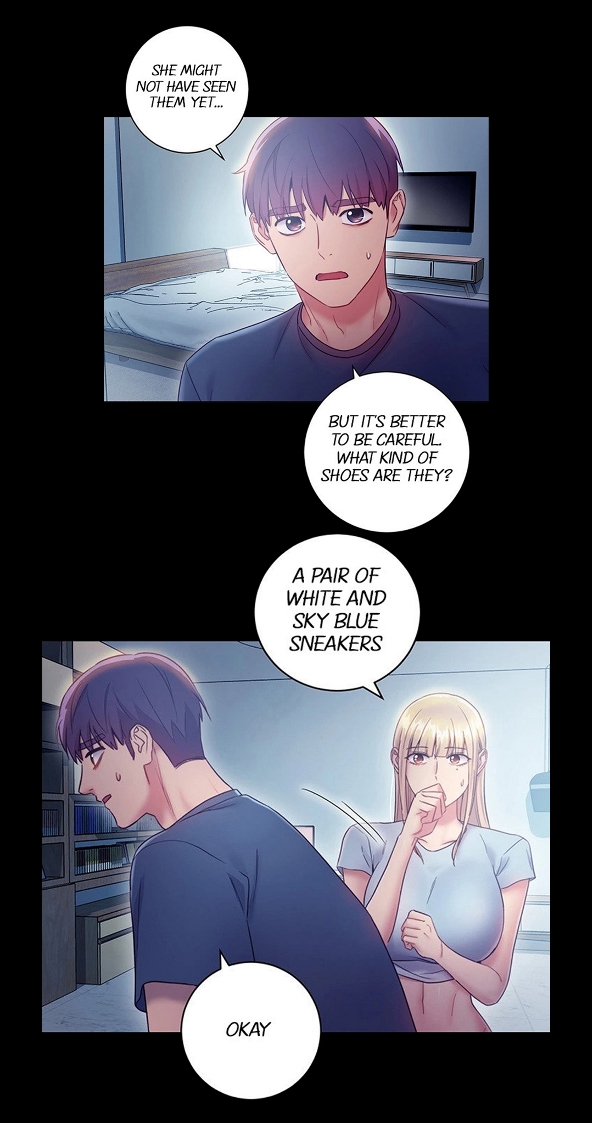 SHE MIGHT
NOT HAVE SEEN
THEM YET...
BUT IT'S BETTER
TO BE CAREFUL.
WHAT KIND OF
SHOES ARE THEY?
A PAIR OF
WHITE AND
SKY BLUE
SNEAKERS
OKAY